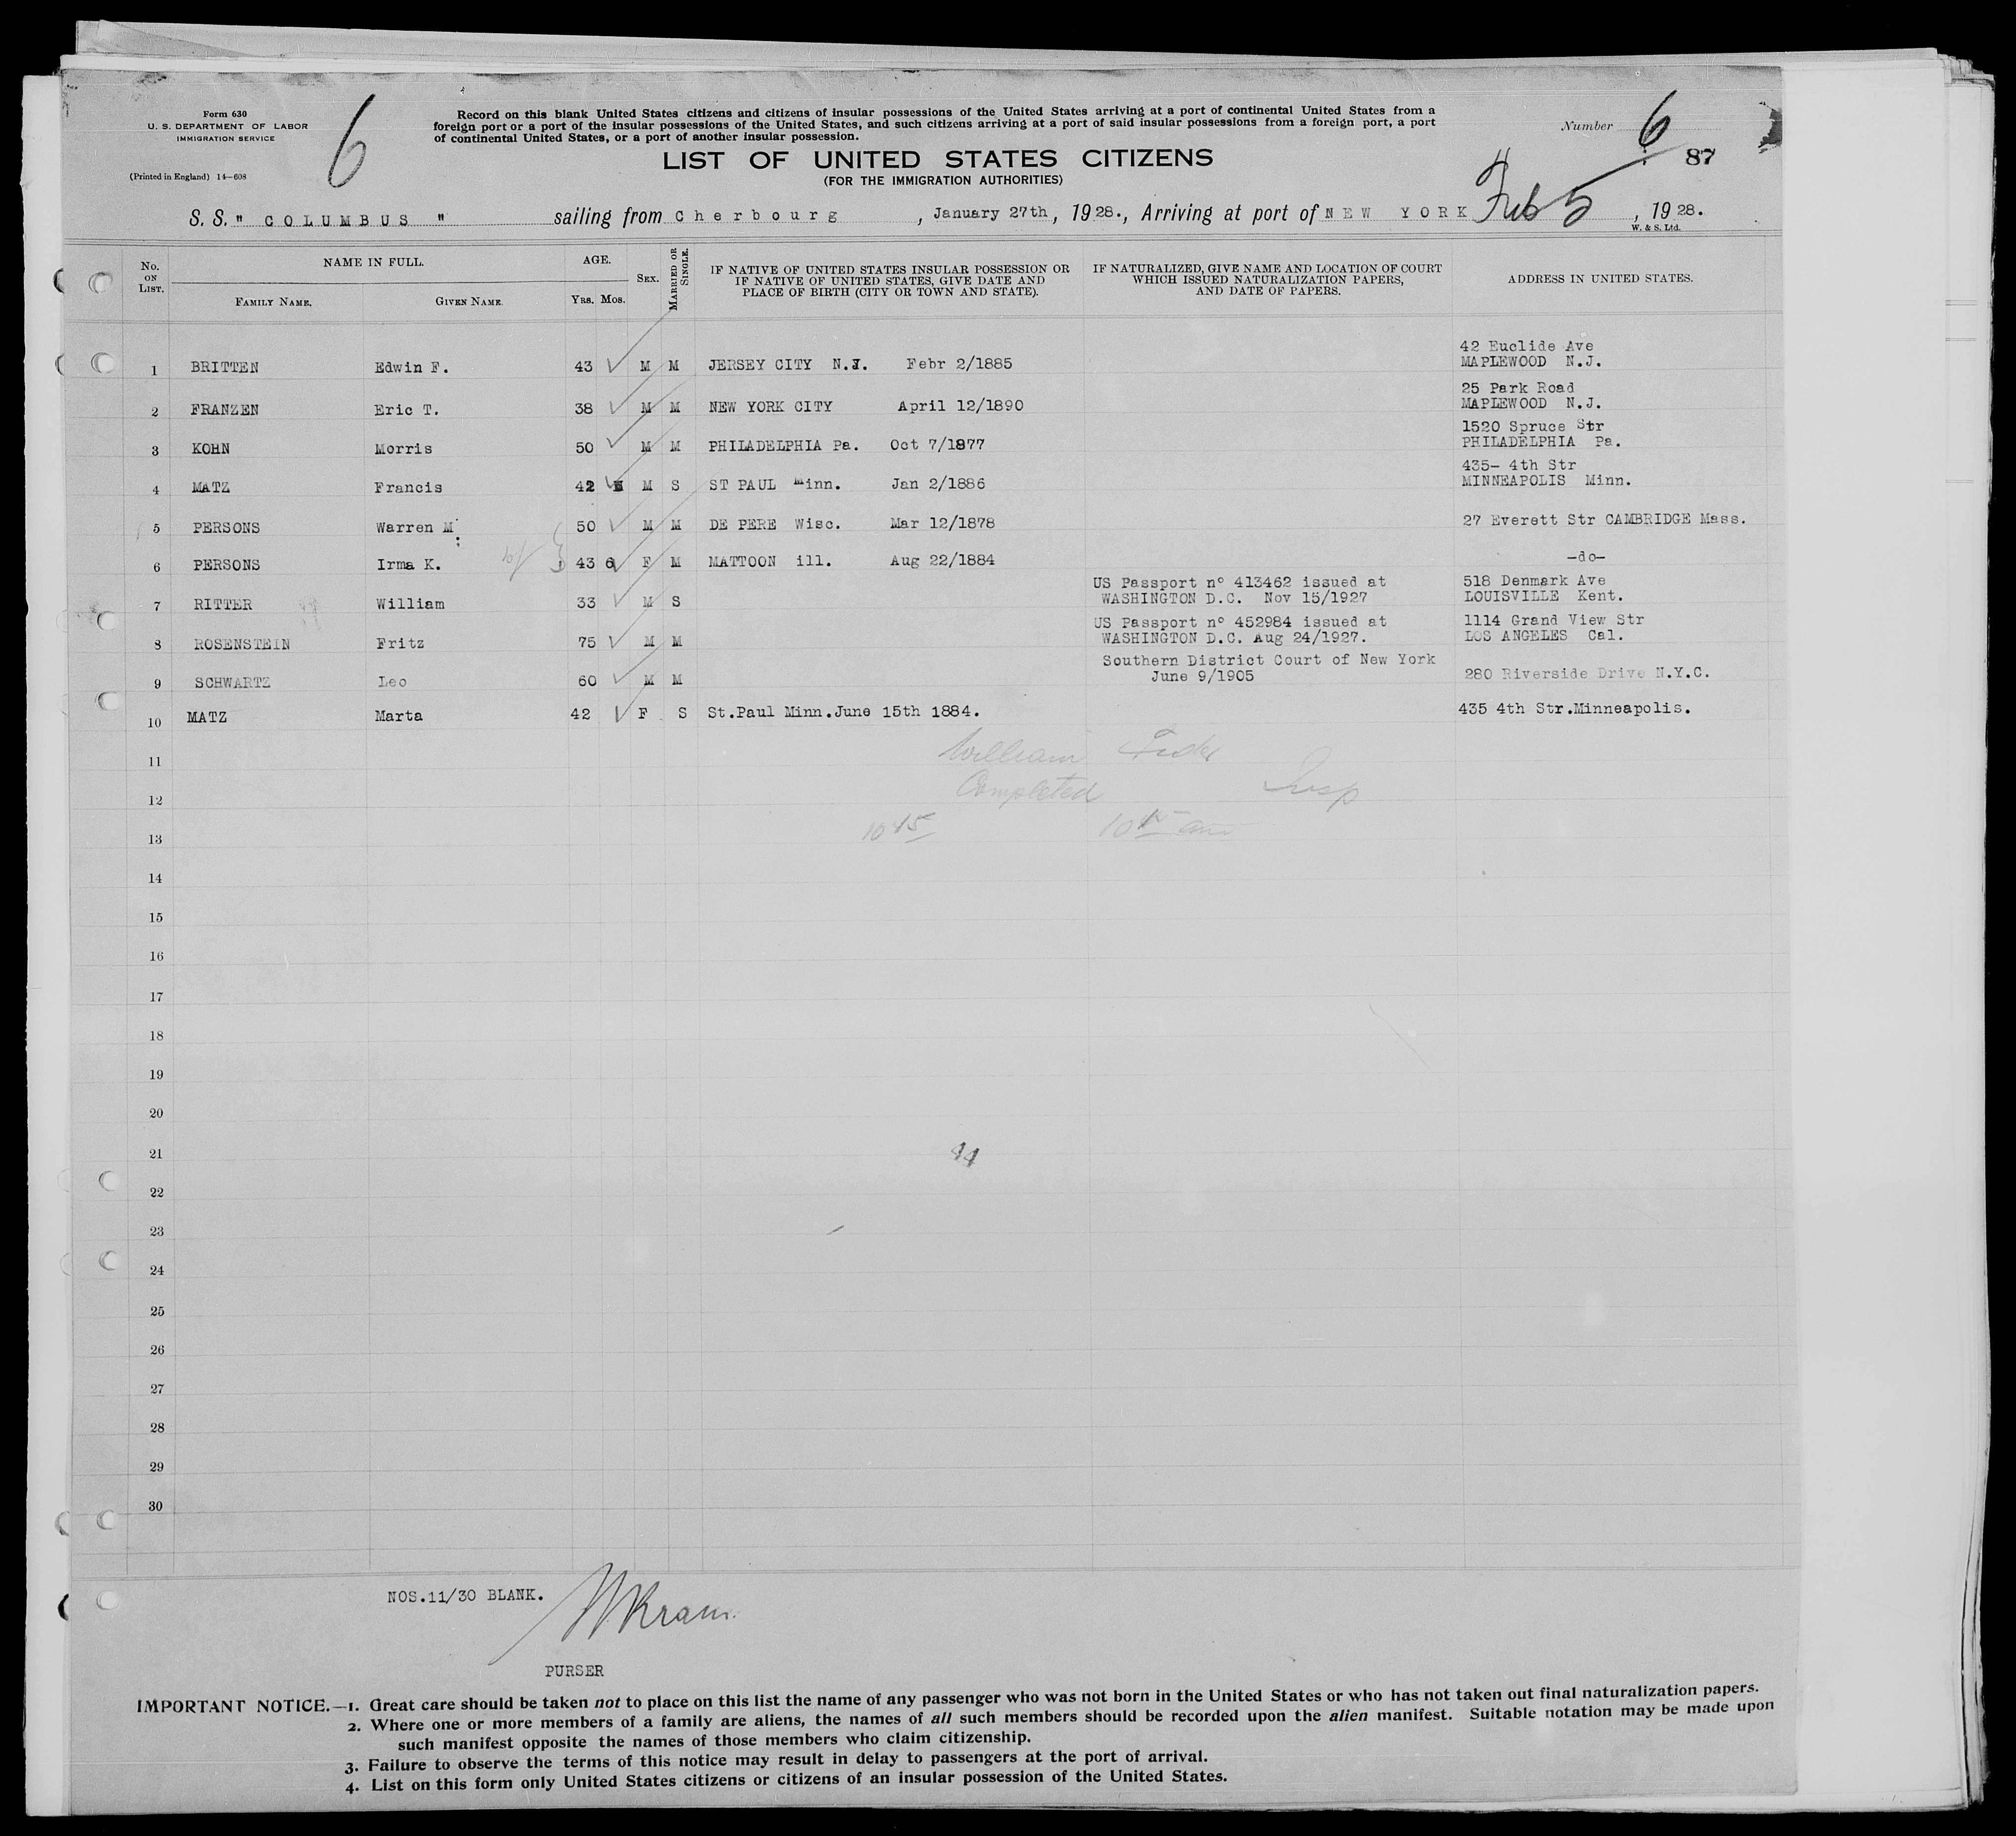 Form 630
U. S. DEPARTMENT OF LABOR
IMMIGRATION SERVICE
(Printed in England) 14—608
6
Record on this blank United States citizens and citizens of insular possessions of the United States arriving at a port of continental United States from a
foreign port or a port of the insular possessions of the United States, and such citizens arriving at a port of said insular possessions from a foreign port, a port
of continental United States, or a port of another insular possession.
LIST OF UNITED STATES CITIZENS
(FOR THE IMMIGRATION AUTHORITIES)
Number 6
87
S. S. " COLUMBUS " sailing from Cherbourg , January 27th, 1928., Arriving at port of NEW YORK Feb 5, 1928.
W. & S. Ltd.
No. ON LIST. NAME IN FULL. AGE. SEX. MARRIED OR SINGLE. IF NATIVE OF UNITED STATES INSULAR POSSESSION OR IF NATIVE OF UNITED STATES, GIVE DATE AND PLACE OF BIRTH (CITY OR TOWN AND STATE). IF NATURALIZED, GIVE NAME AND LOCATION OF COURT WHICH ISSUED NATURALIZATION PAPERS, AND DATE OF PAPERS. ADDRESS IN UNITED STATES.
FAMILY NAME. GIVEN NAME. YRS. MOS.
1 BRITTEN Edwin F. 43 M M JERSEY CITY N.J. Febr 2/1885 42 Euclide Ave MAPLEWOOD N.J.
2 FRANZEN Eric T. 38 M M NEW YORK CITY April 12/1890 25 Park Road MAPLEWOOD N.J.
3 KOHN Morris 50 M M PHILADELPHIA Pa. Oct 7/1877 1520 Spruce Str PHILADELPHIA Pa.
4 MATZ Francis 42 M S ST PAUL Minn. Jan 2/1886 435- 4th Str MINNEAPOLIS Minn.
5 PERSONS Warren M. 50 M M DE PERE Wisc. Mar 12/1878 27 Everett Str CAMBRIDGE Mass.
6 PERSONS Irma K. 43 6 F M MATTOON ill. Aug 22/1884 -do-
7 RITTER William 33 M S US Passport n° 413462 issued at WASHINGTON D.C. Nov 15/1927 518 Denmark Ave LOUISVILLE Kent.
8 ROSENSTEIN Fritz 75 M M US Passport n° 452984 issued at WASHINGTON D.C. Aug 24/1927. 1114 Grand View Str LOS ANGELES Cal.
9 SCHWARTZ Leo 60 M M Southern District Court of New York June 9/1905 280 Riverside Drive N.Y.C.
10 MATZ Marta 42 F S St.Paul Minn.June 15th 1884. 435 4th Str.Minneapolis.
11 William
12 Completed Insp
13 10 45
14
15
16
17
18
19
20
21 44
22
23
24
25
26
27
28
29
30
NOS.11/30 BLANK.
PURSER
IMPORTANT NOTICE.—1. Great care should be taken not to place on this list the name of any passenger who was not born in the United States or who has not taken out final naturalization papers.
2. Where one or more members of a family are aliens, the names of all such members should be recorded upon the alien manifest. Suitable notation may be made upon
such manifest opposite the names of those members who claim citizenship.
3. Failure to observe the terms of this notice may result in delay to passengers at the port of arrival.
4. List on this form only United States citizens or citizens of an insular possession of the United States.